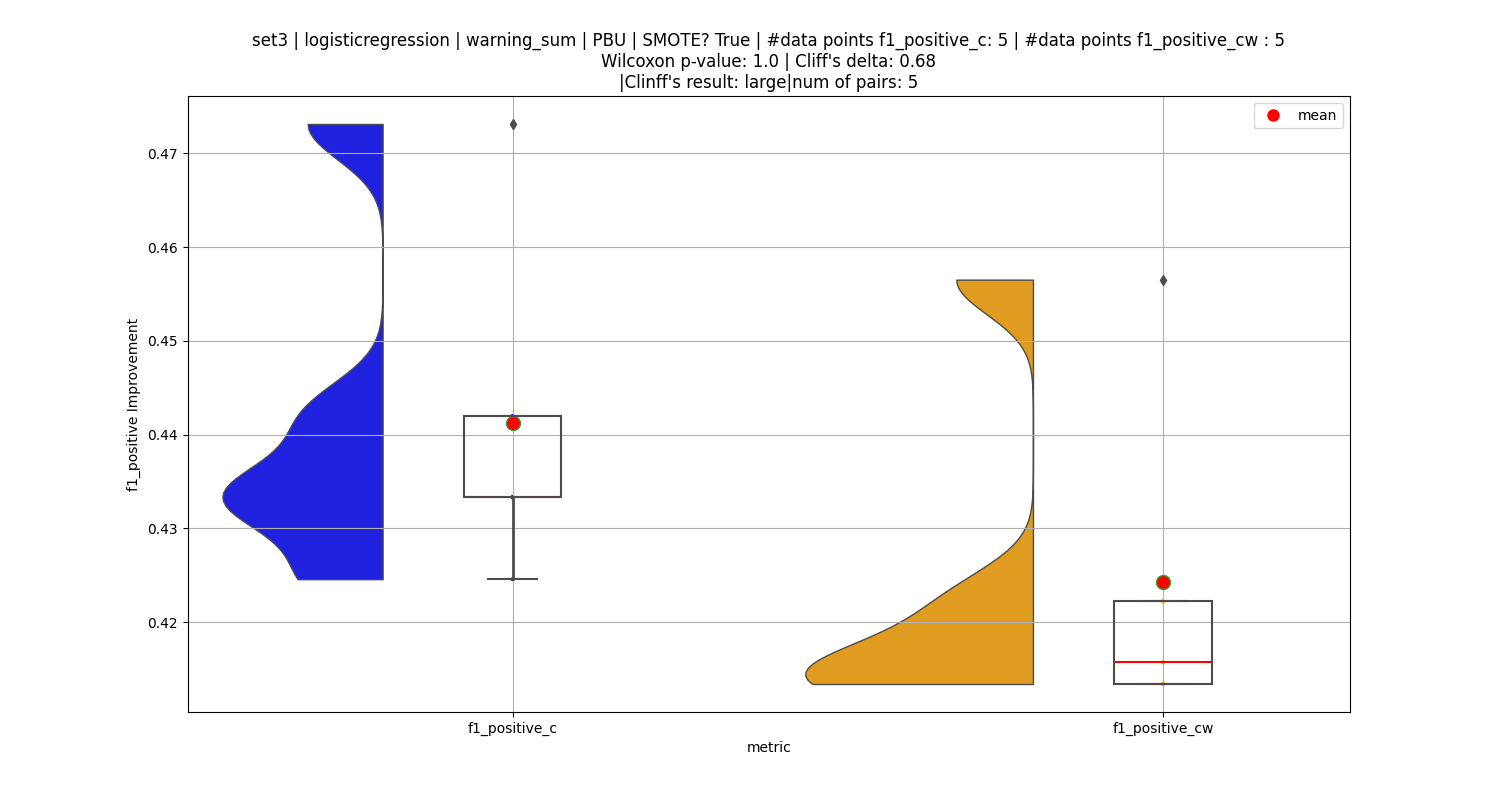 set3 | logisticregression | warning_sum | PBU | SMOTE? True | #data points f1_positive_c: 5 | #data points f1_positive_cw : 5
Wilcoxon p-value: 1.0 | Cliff's delta: 0.68
|Clinff's result: large|num of pairs: 5
mean
0.47
0.46
0.45
0.44
0.43
0.42
f1_positive Improvement
f1_positive_c
f1_positive_cw
metric